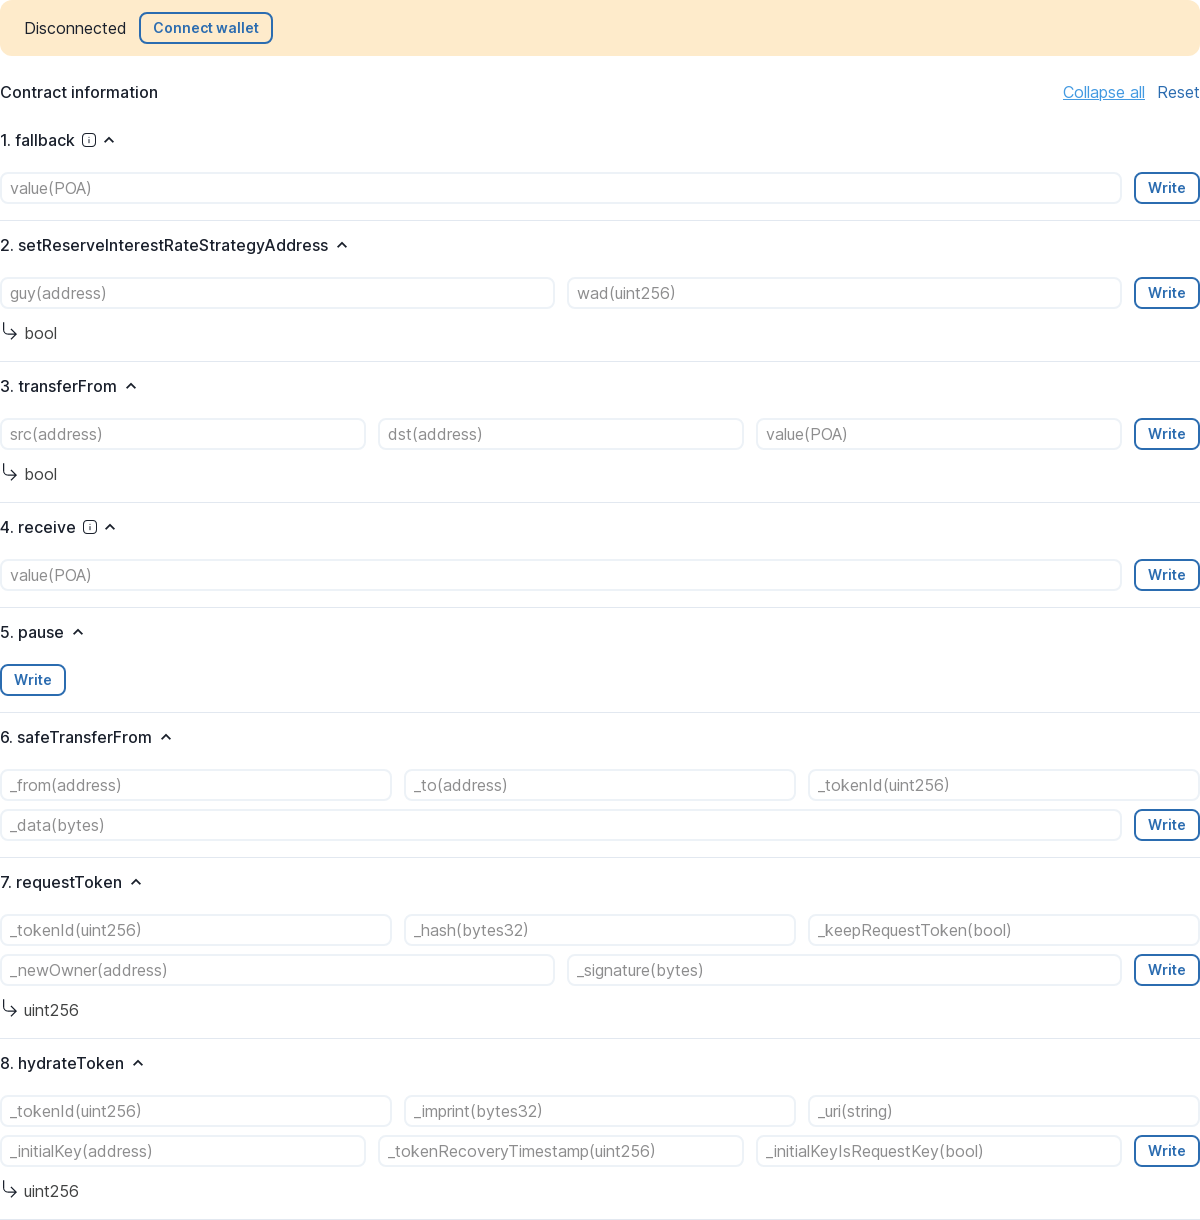 Disconnected Connect wallet
Contract information Collapse all Reset
1. fallback
value(POA) Write
2. setReserveInterestRateStrategyAddress
guy(address) wad(uint256) Write
bool
3. transferFrom
src(address) dst(address) value(POA) Write
bool
4. receive
value(POA) Write
5. pause
Write
6. safeTransferFrom
_from(address) _to(address) _tokenId(uint256)
_data(bytes) Write
7. requestToken
_tokenId(uint256) _hash(bytes32) _keepRequestToken(bool)
_newOwner(address) _signature(bytes) Write
uint256
8. hydrateToken
_tokenId(uint256) _imprint(bytes32) _uri(string)
_initialKey(address) _tokenRecoveryTimestamp(uint256) _initialKeyIsRequestKey(bool) Write
uint256